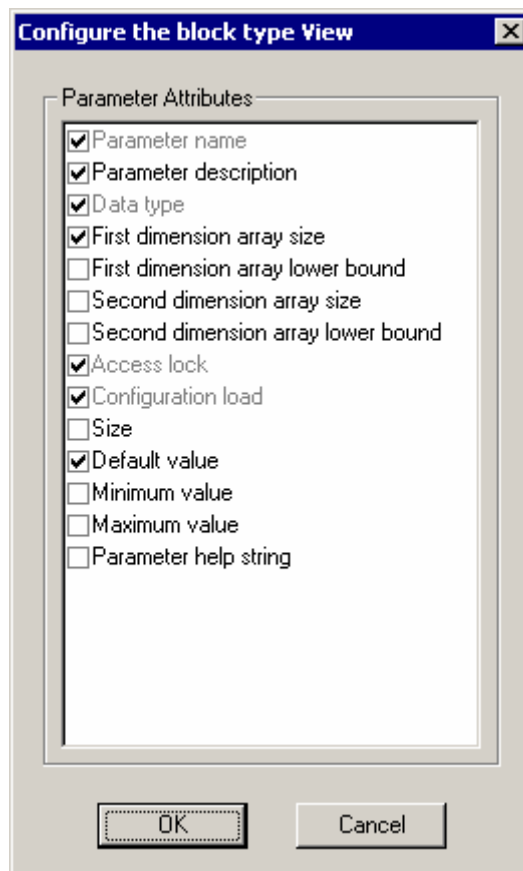 Configure the block type View
Parameter Attributes
Parameter name
Parameter description
Data type
First dimension array size
First dimension array lower bound
Second dimension array size
Second dimension array lower bound
Access lock
Configuration load
Size
Default value
Minimum value
Maximum value
Parameter help string
OK
Cancel